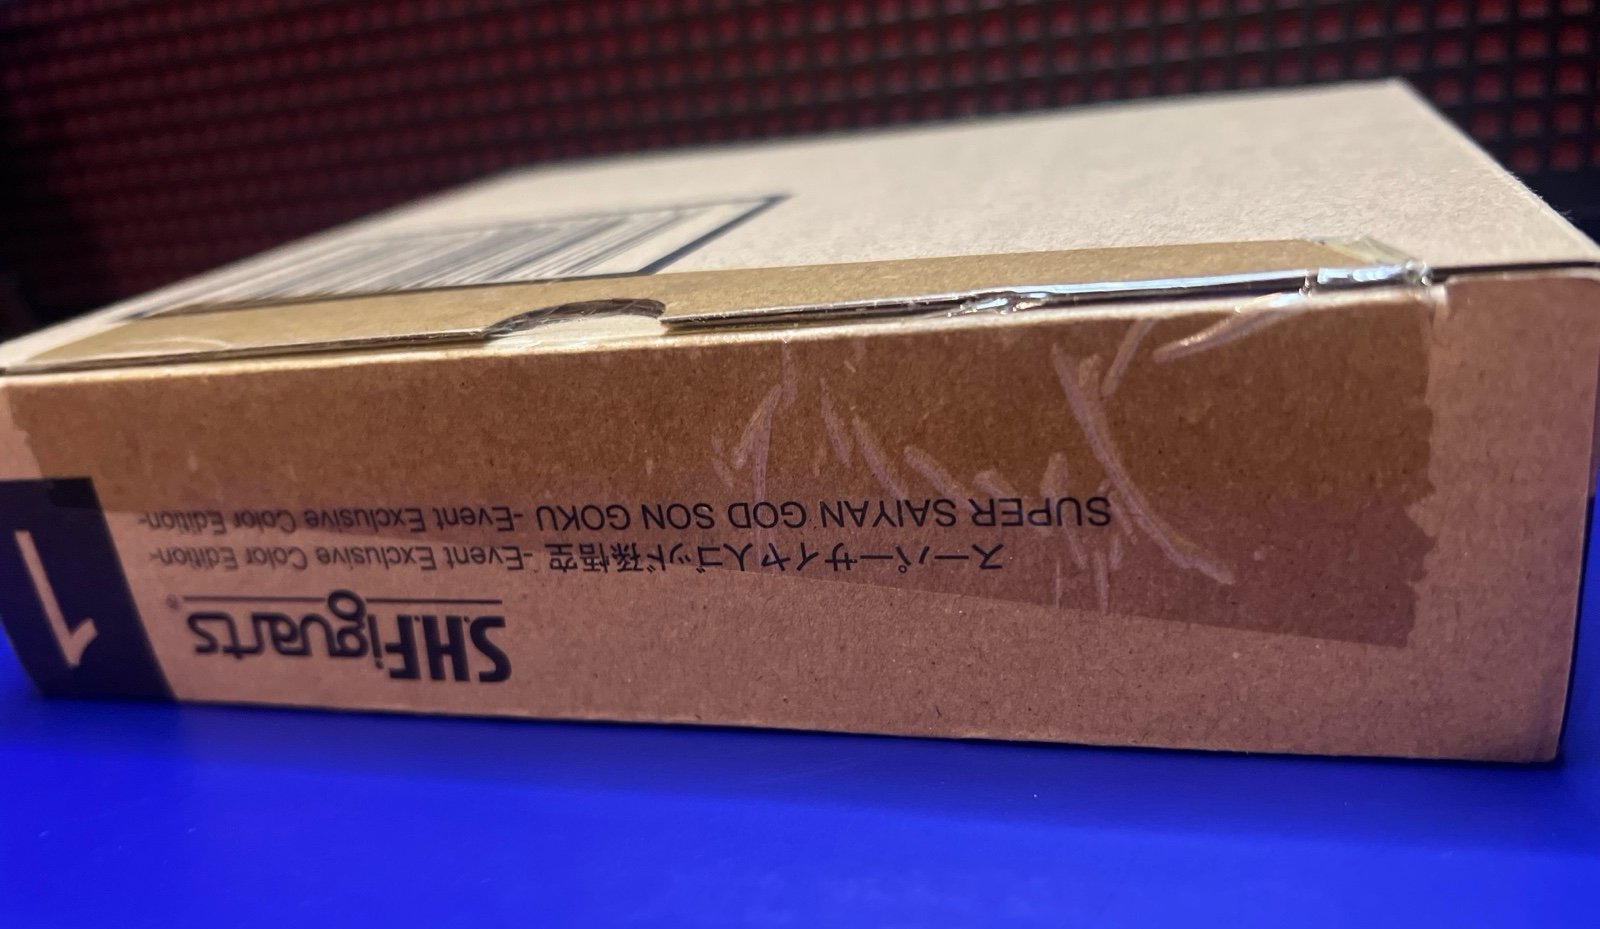 S.H.Figuarts®
スーパーサイヤ人ゴッド孫悟空 -Event Exclusive Color Edition-
SUPER SAIYAN GOD SON GOKU -Event Exclusive Color Edition-
1